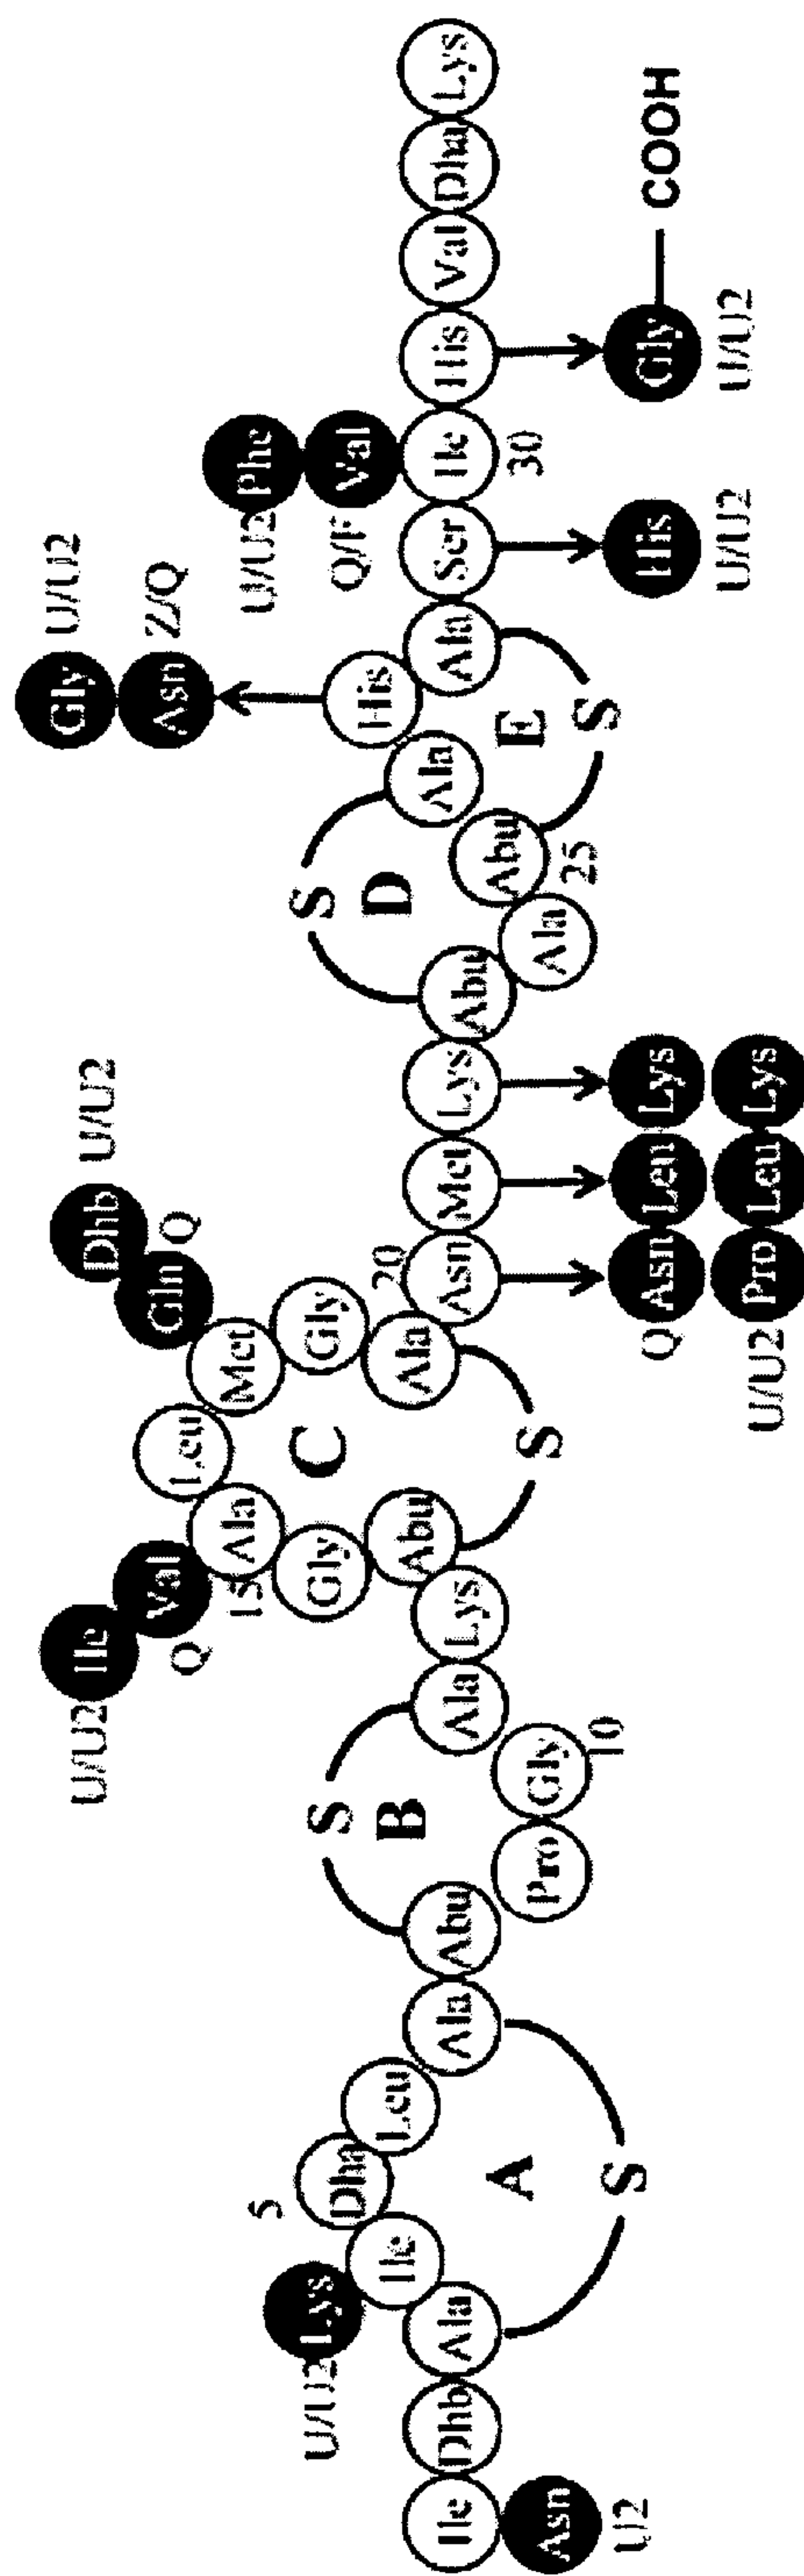 Ile
Asn
U2
Dhb
Ala
Ile
Lys
U/U2
Dha
5
Leu
Ala
S
A
Abu
Pro
Gly
10
Ala
S
B
Lys
Abu
Gly
Ala
15
Val
Q
Ile
U/U2
Leu
Met
Gln
Q
Dhb
U/U2
Gly
Ala
S
C
20
Asn Met Lys
Q Asn Leu Lys
U/U2 Pro Leu Lys
Abu
Ala
Abu
25
Ala
S
D
His
Asn Z/Q
Gly U/U2
Ala
S
E
Ser
His
U/U2
Ile
30
Val
Q/F
Phe
U/U2
His
Gly COOH
U/U2
Val
Dha
Lys